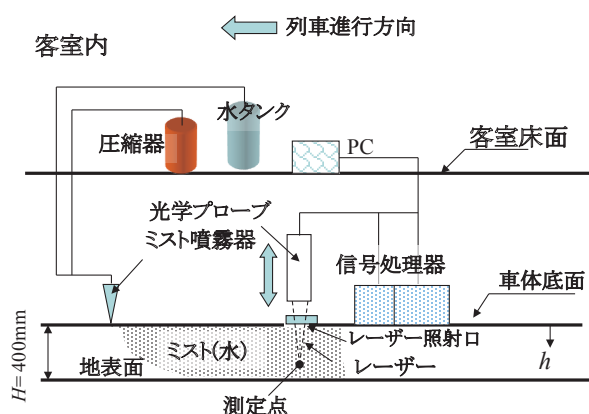 列車進行方向
客室内
水タンク
圧縮器
PC
客室床面
光学プローブ
ミスト噴霧器
信号処理器
車体底面
レーザー照射口
ミスト(水)
地表面
レーザー
h
H=400mm
測定点